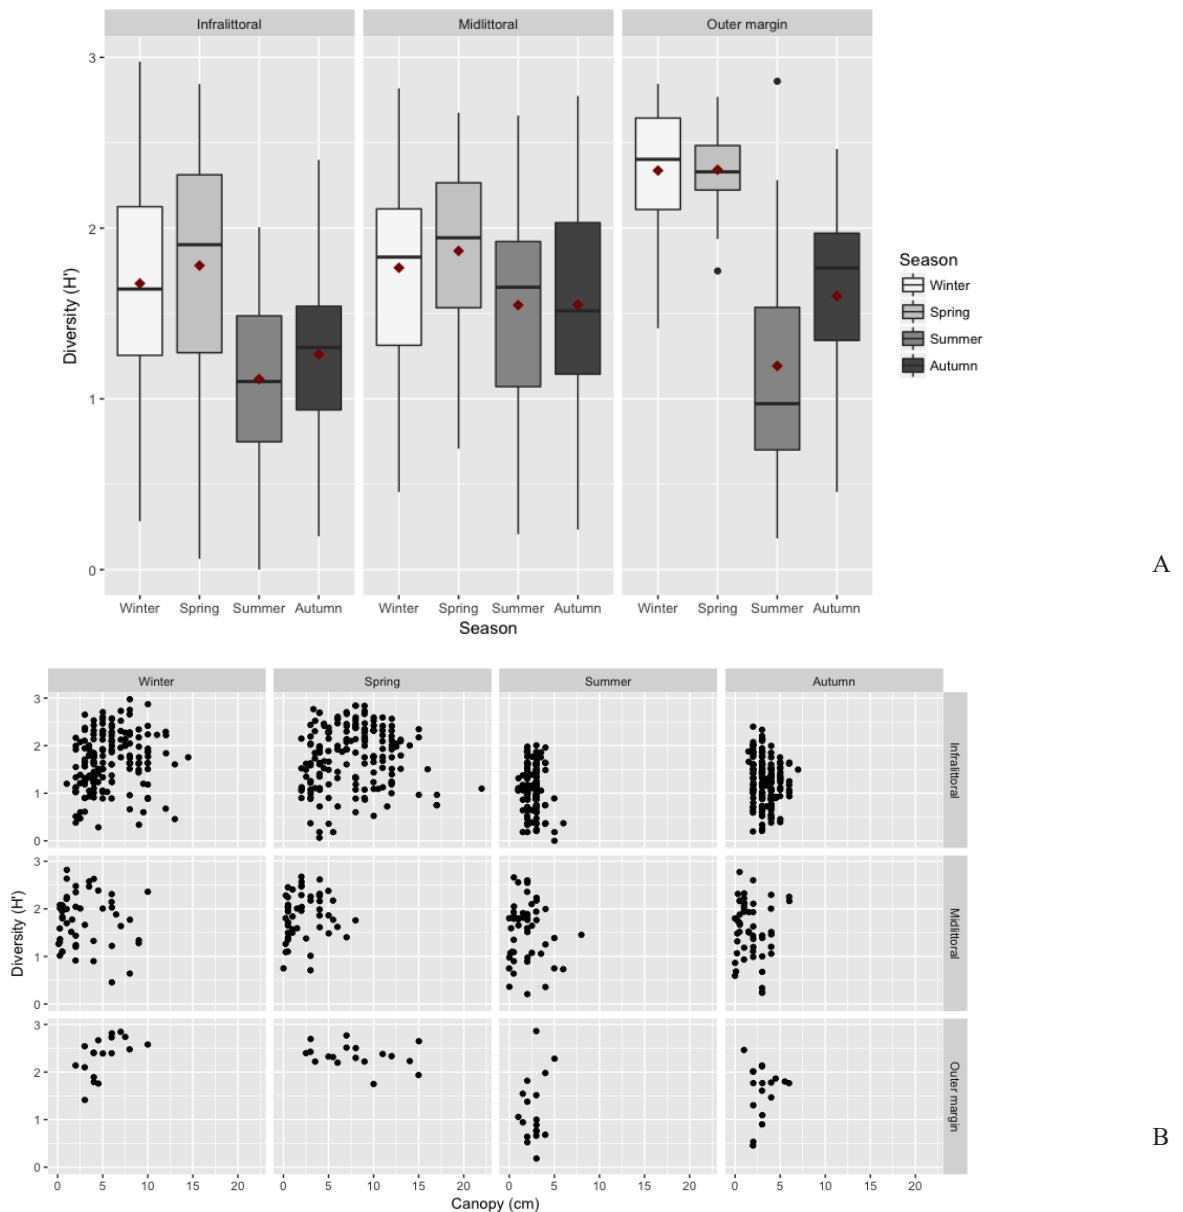 Infralittoral Midlittoral Outer margin
3
2
1
0
Diversity (H')
Winter Spring Summer Autumn Winter Spring Summer Autumn Winter Spring Summer Autumn
Season
Season
Winter
Spring
Summer
Autumn
A
Winter Spring Summer Autumn
3
2
1
0
Infralittoral
3
2
1
0
Midlittoral
3
2
1
0
Outer margin
Diversity (H')
0 5 10 15 20 0 5 10 15 20 0 5 10 15 20 0 5 10 15 20
Canopy (cm)
B